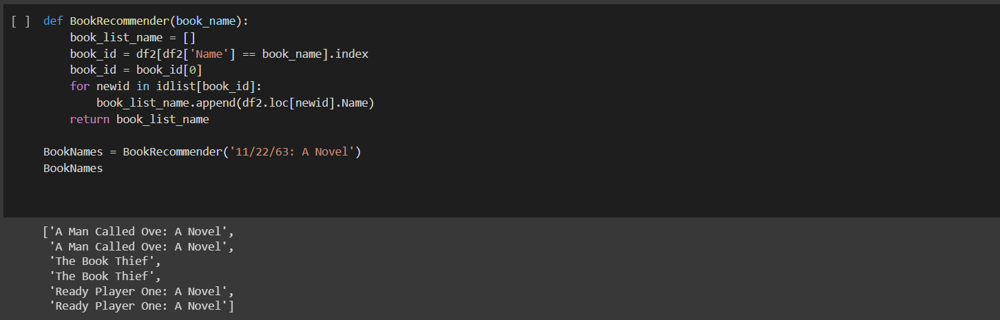 [ ] def BookRecommender(book_name):
    book_list_name = []
    book_id = df2[df2['Name'] == book_name].index
    book_id = book_id[0]
    for newid in idlist[book_id]:
        book_list_name.append(df2.loc[newid].Name)
    return book_list_name

BookNames = BookRecommender('11/22/63: A Novel')
BookNames

['A Man Called Ove: A Novel',
 'A Man Called Ove: A Novel',
 'The Book Thief',
 'The Book Thief',
 'Ready Player One: A Novel',
 'Ready Player One: A Novel']